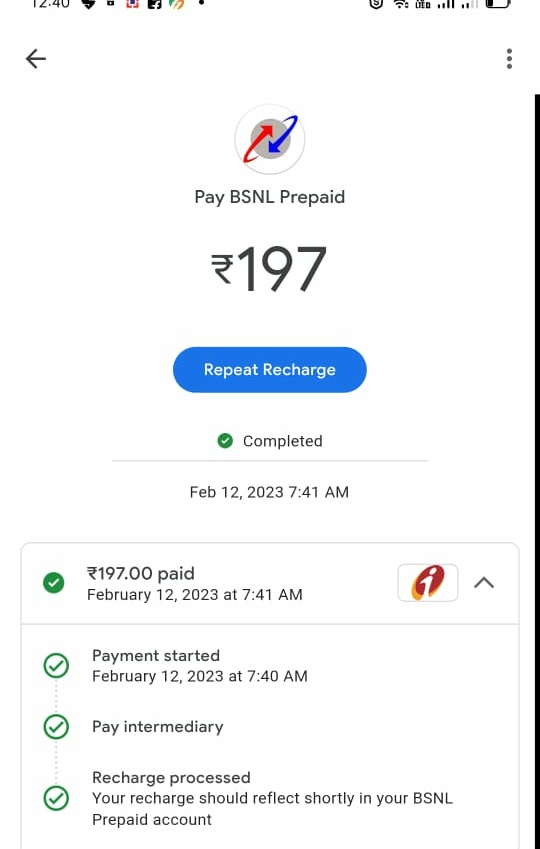 12:40
Pay BSNL Prepaid
₹197
Repeat Recharge
Completed
Feb 12, 2023 7:41 AM
₹197.00 paid
February 12, 2023 at 7:41 AM
Payment started
February 12, 2023 at 7:40 AM
Pay intermediary
Recharge processed
Your recharge should reflect shortly in your BSNL
Prepaid account